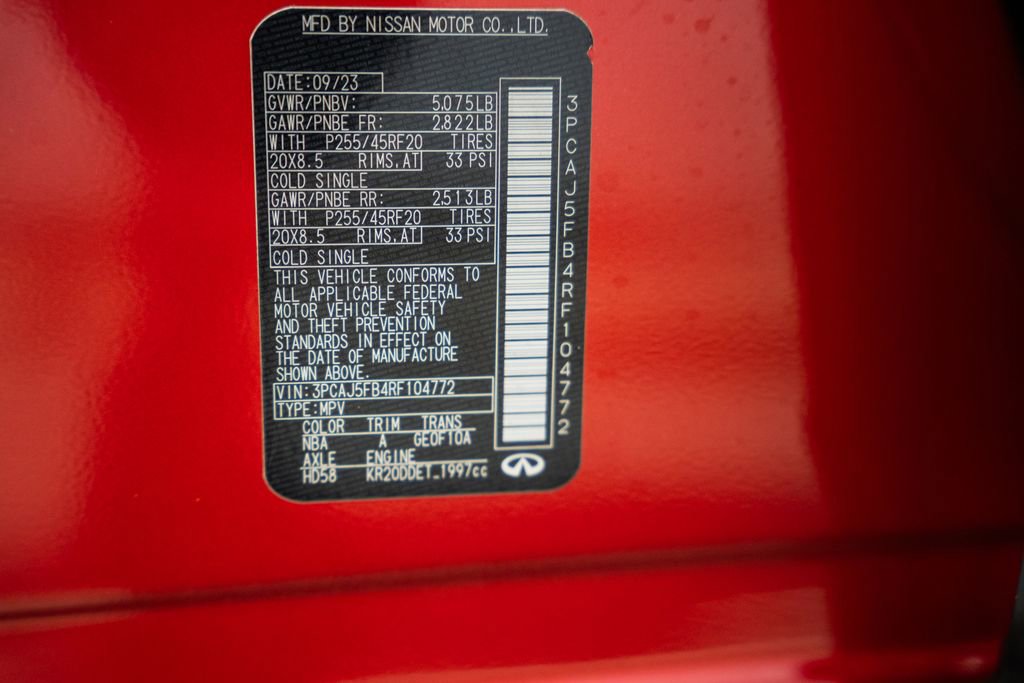 MFD BY NISSAN MOTOR CO.,LTD.
DATE:09/23
GVWR/PNBV: 5,075LB
GAWR/PNBE FR: 2,822LB
WITH P255/45RF20 TIRES
20X8.5 RIMS,AT 33 PSI
COLD SINGLE
GAWR/PNBE RR: 2,513LB
WITH P255/45RF20 TIRES
20X8.5 RIMS,AT 33 PSI
COLD SINGLE
THIS VEHICLE CONFORMS TO
ALL APPLICABLE FEDERAL
MOTOR VEHICLE SAFETY
AND THEFT PREVENTION
STANDARDS IN EFFECT ON
THE DATE OF MANUFACTURE
SHOWN ABOVE.
VIN:3PCAJ5FB4RF104772
TYPE:MPV
COLOR TRIM TRANS
NBA A GE0F10A
AXLE ENGINE
HD58 KR20DDET_1997cc
3PCAJ5FB4RF104772